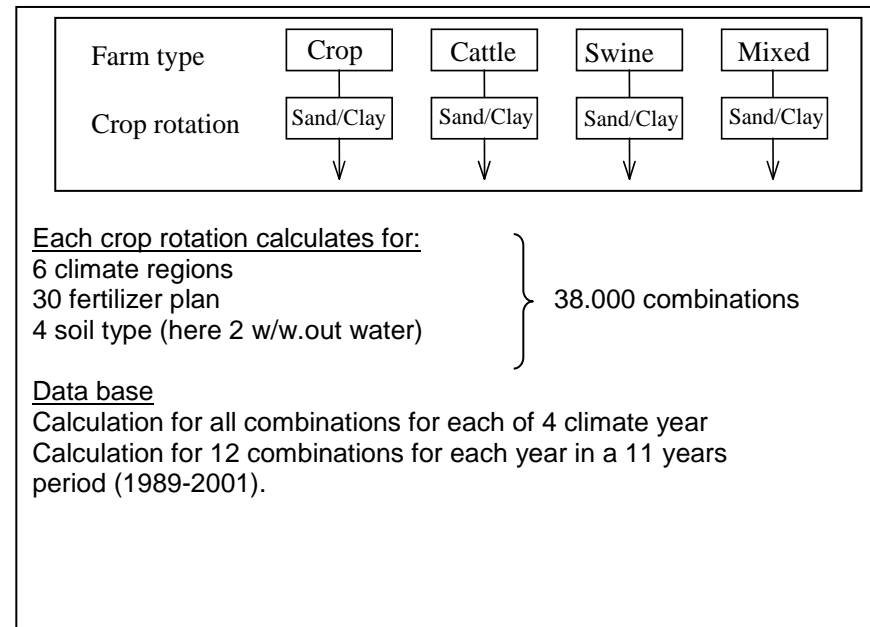 Farm type Crop Cattle Swine Mixed
Crop rotation Sand/Clay Sand/Clay Sand/Clay Sand/Clay
Each crop rotation calculates for:
6 climate regions
30 fertilizer plan 38.000 combinations
4 soil type (here 2 w/w.out water)
Data base
Calculation for all combinations for each of 4 climate year
Calculation for 12 combinations for each year in a 11 years
period (1989-2001).